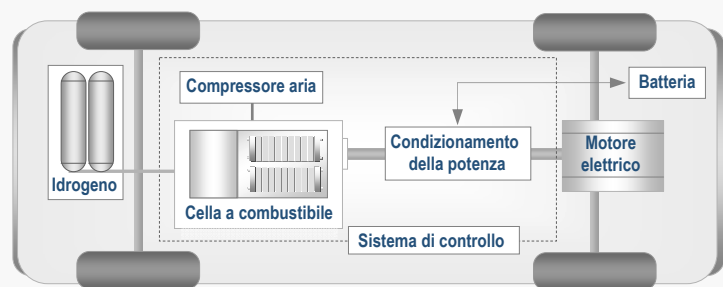 Compressore aria
Batteria
Condizionamento
della potenza
Motore
elettrico
Idrogeno
Cella a combustibile
Sistema di controllo